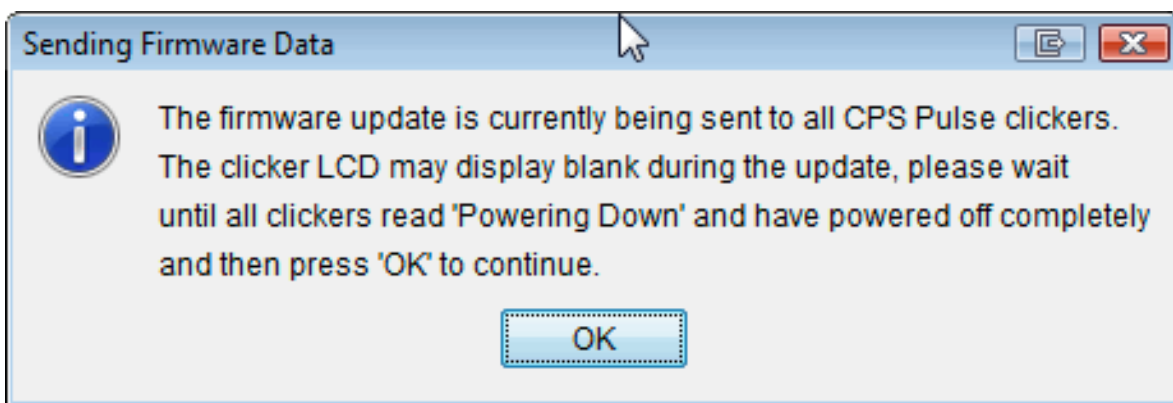 Sending Firmware Data
The firmware update is currently being sent to all CPS Pulse clickers.
The clicker LCD may display blank during the update, please wait
until all clickers read 'Powering Down' and have powered off completely
and then press 'OK' to continue.
OK